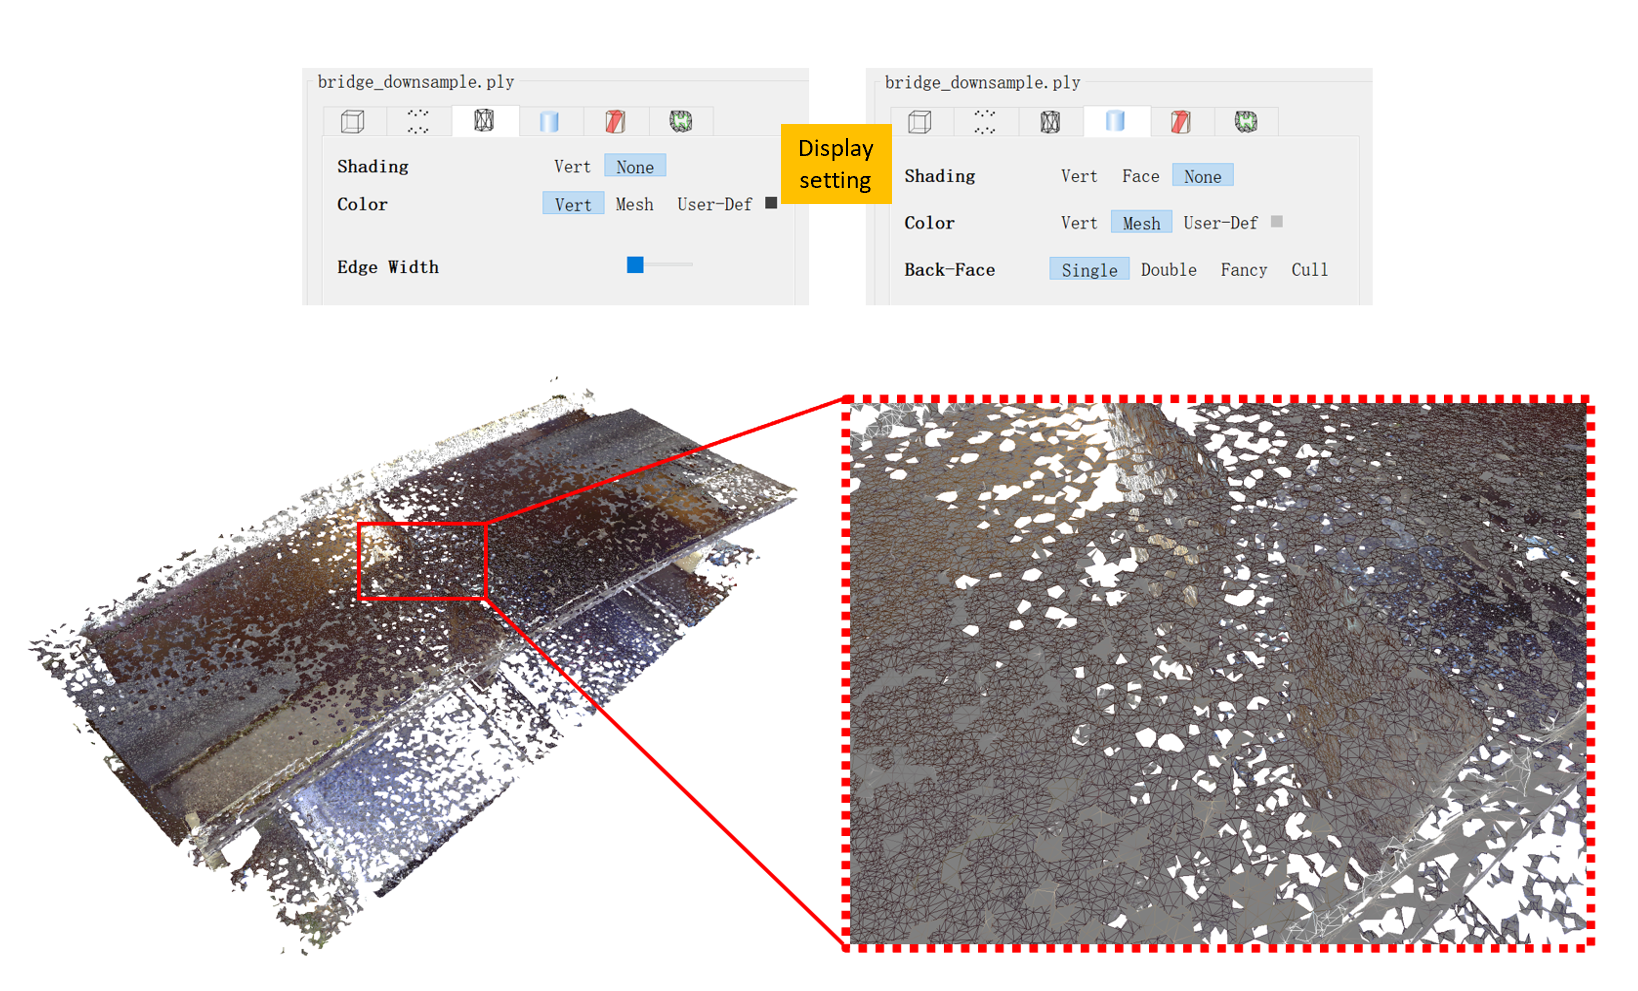 bridge_downsample.ply
Shading Vert None
Color Vert Mesh User-Def
Edge Width
Display
setting
bridge_downsample.ply
Shading Vert Face None
Color Vert Mesh User-Def
Back-Face Single Double Fancy Cull